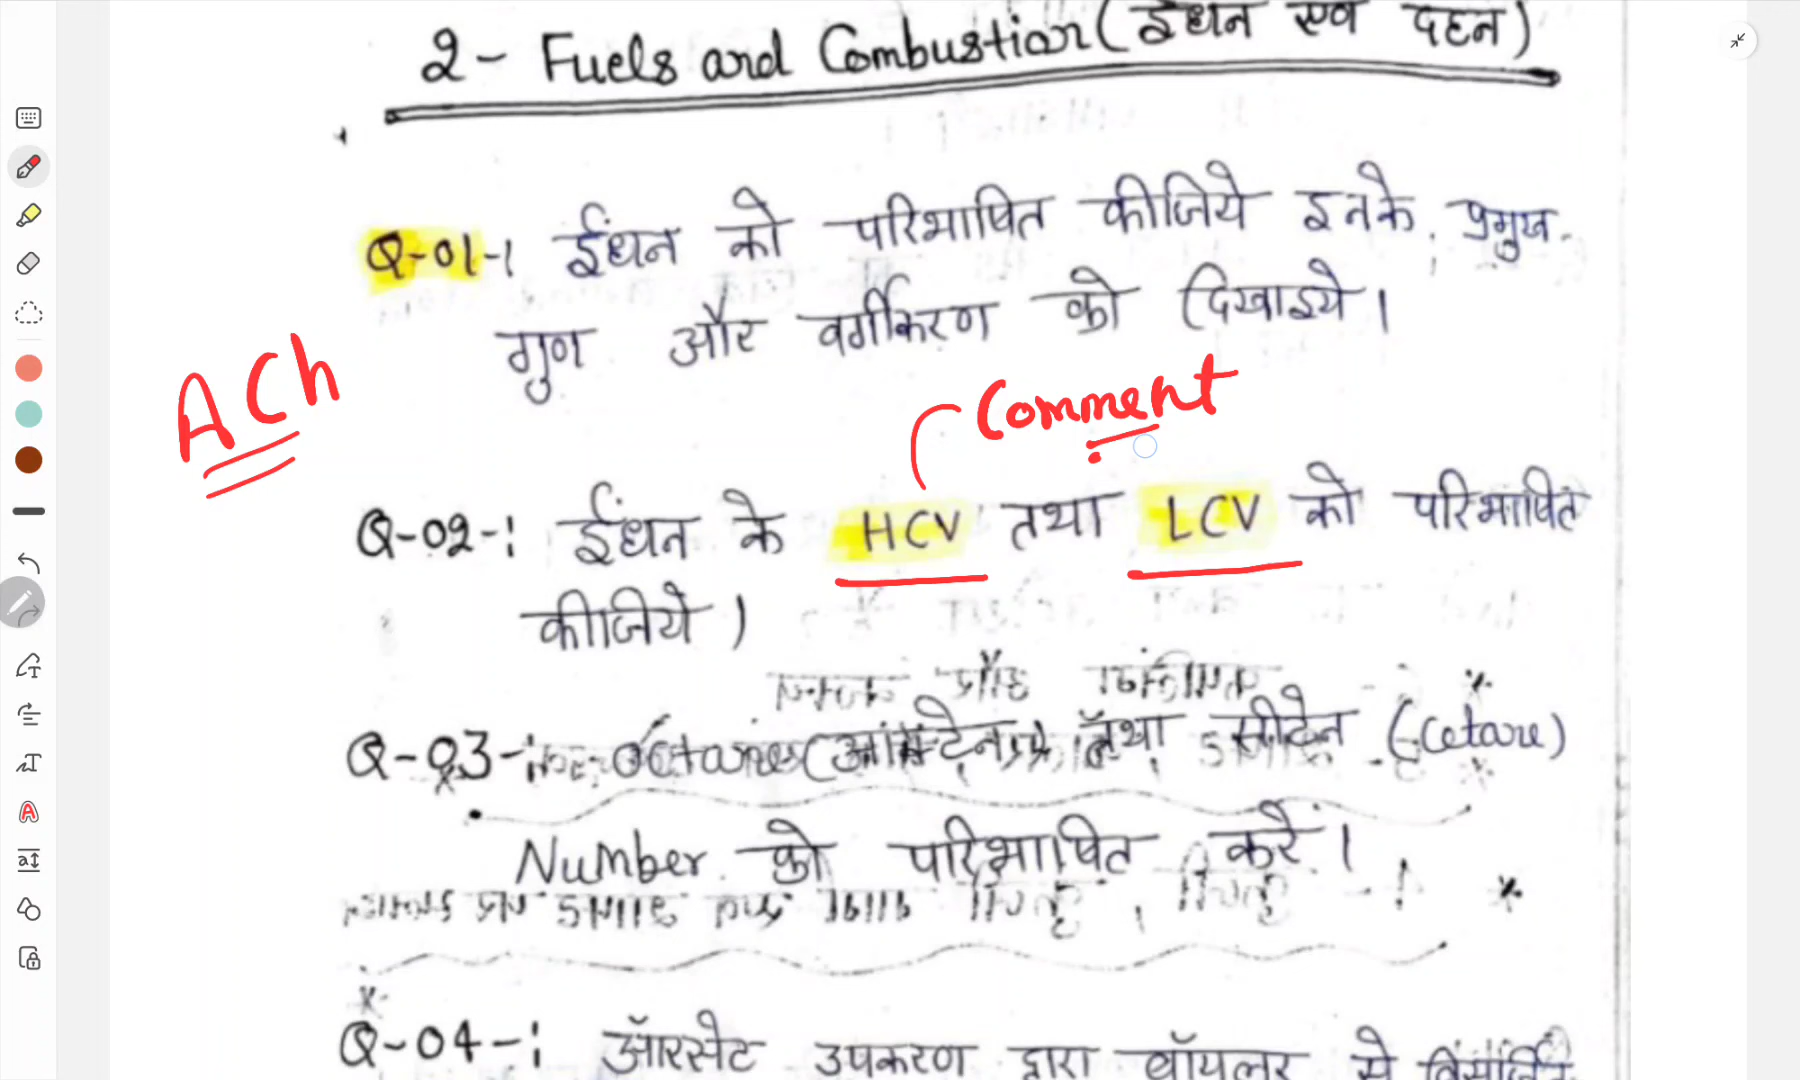 2- Fuels and Combustion (ईंधन एवं दहन)
Q-01-: ईंधन को परिभाषित कीजिये इनके प्रमुख
गुण और वर्गीकरण को दिखाइये।
ACh
Comment
Q-02-: ईंधन के HCV तथा LCV को परिभाषित
कीजिये।
Q-03-: octane (ऑक्टेन) तथा सीटेन (Cetane)
Number को परिभाषित करें।
Q-04-: ऑरसेट उपकरण द्वारा बॉयलर से